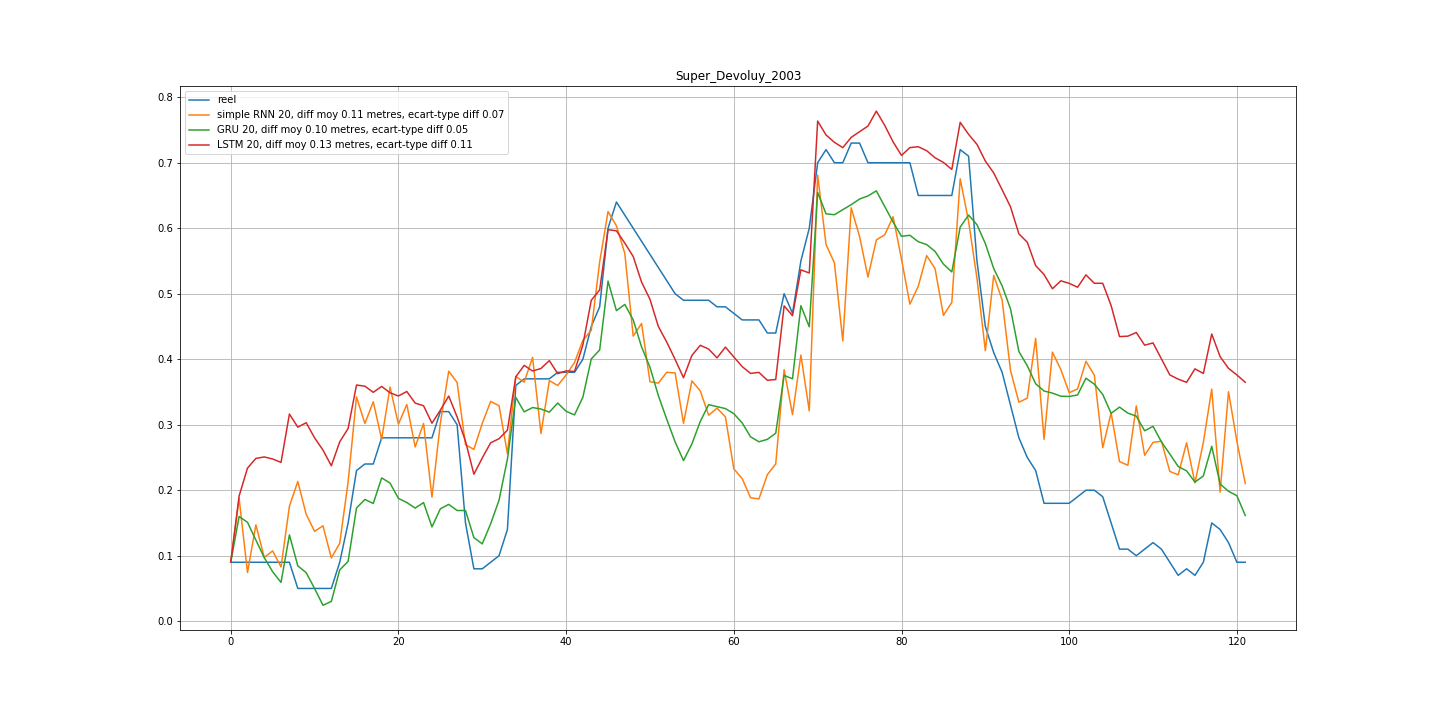 Super_Devoluy_2003
reel
simple RNN 20, diff moy 0.11 metres, ecart-type diff 0.07
GRU 20, diff moy 0.10 metres, ecart-type diff 0.05
LSTM 20, diff moy 0.13 metres, ecart-type diff 0.11
0.8
0.7
0.6
0.5
0.4
0.3
0.2
0.1
0.0
0 20 40 60 80 100 120